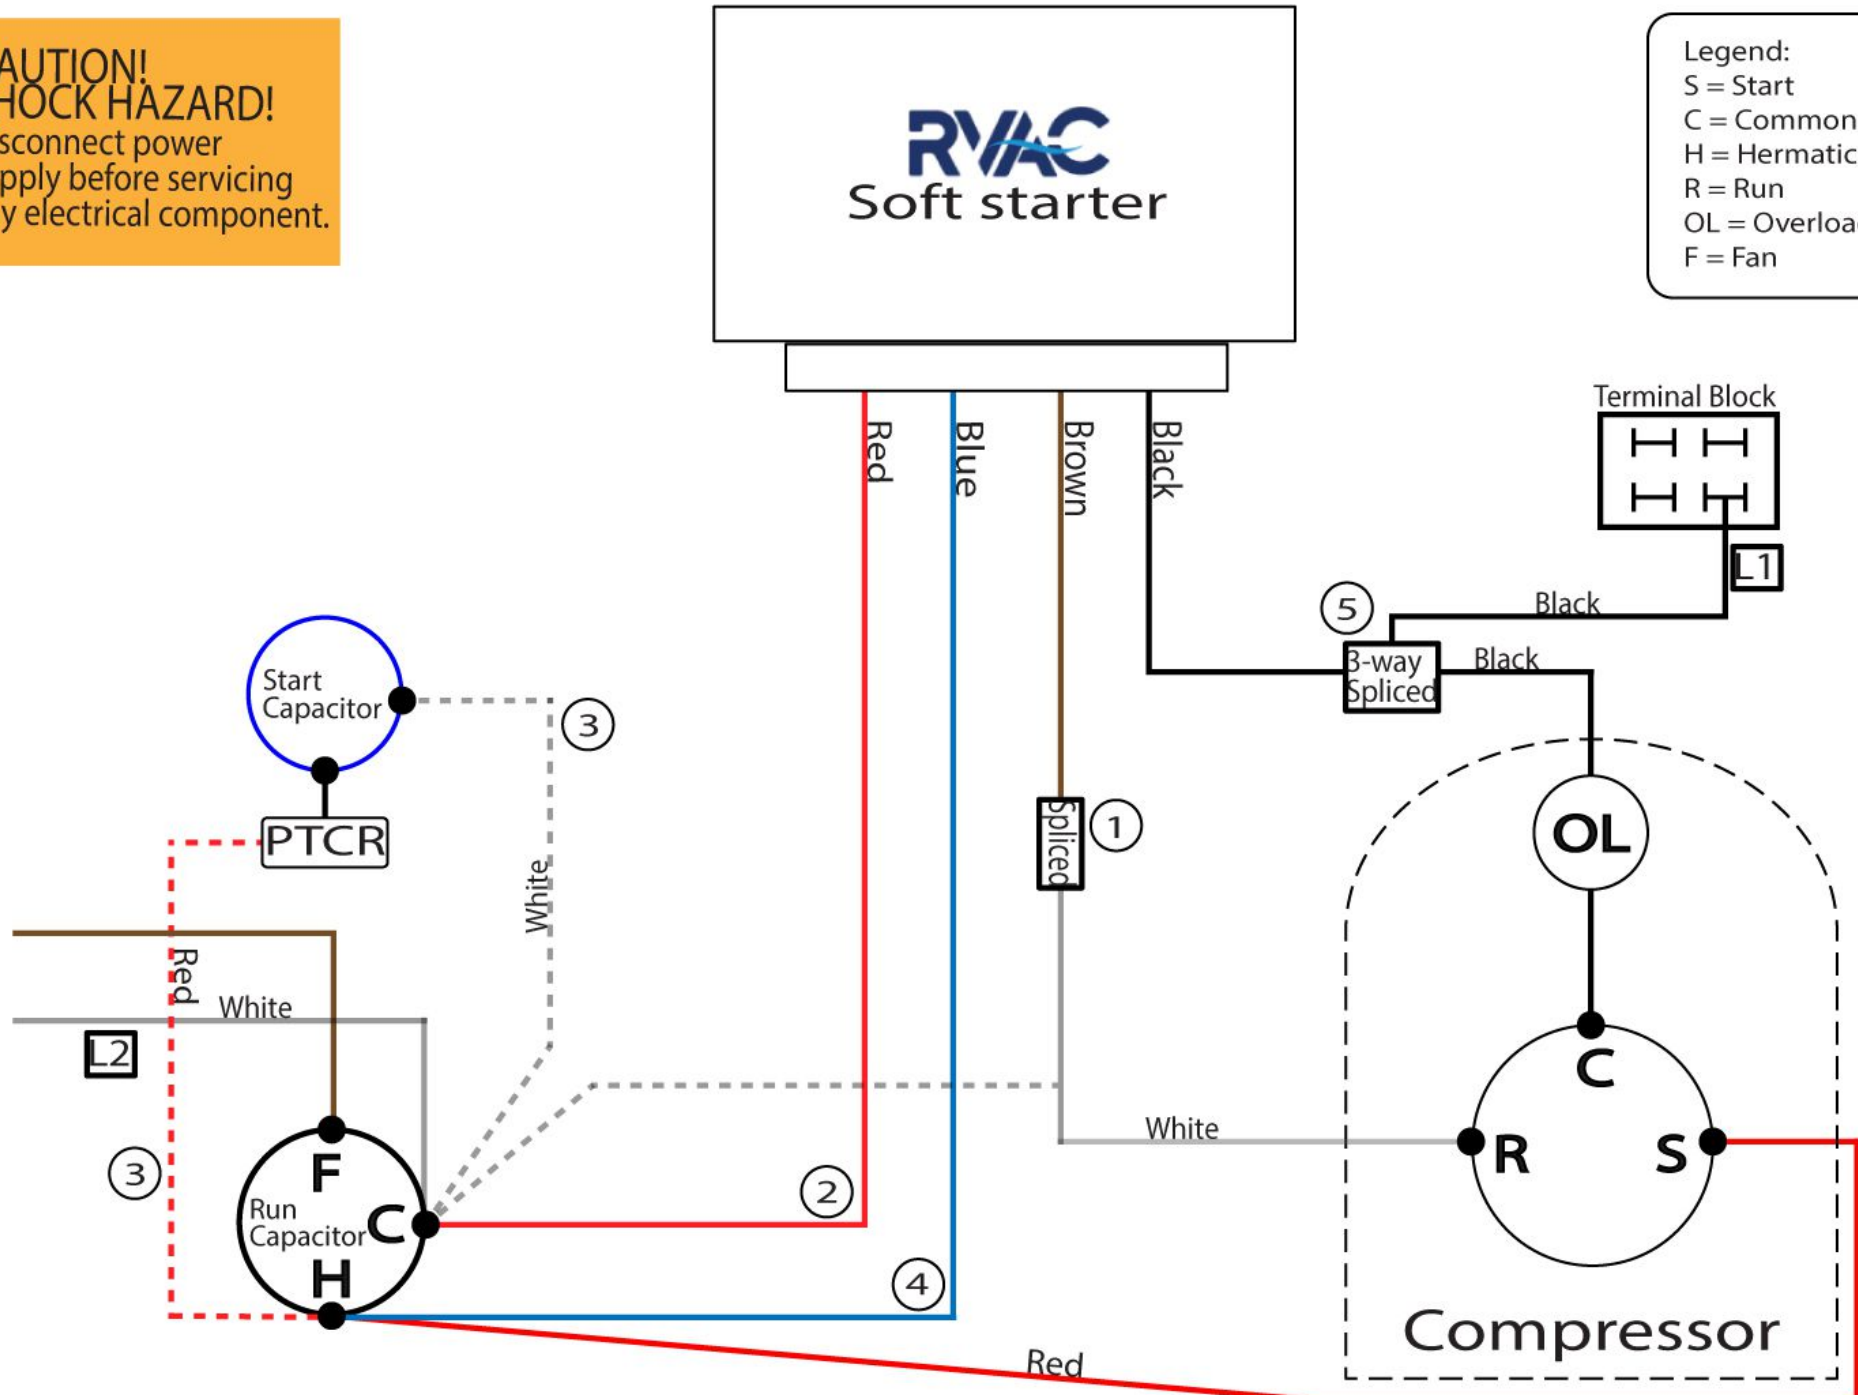 AUTION!
HOCK HAZARD!
sconnect power
pply before servicing
y electrical component.
RVAC
Soft starter
Legend:
S = Start
C = Common
H = Hermatic
R = Run
OL = Overloa
F = Fan
Red
Blue
Brown
Black
Terminal Block
L1
Black
5
3-way
Spliced
Black
Start
Capacitor
3
PTCR
White
Spliced
1
OL
Red
White
L2
C
R
S
White
3
F
Run
Capacitor
C
H
2
4
Compressor
Red